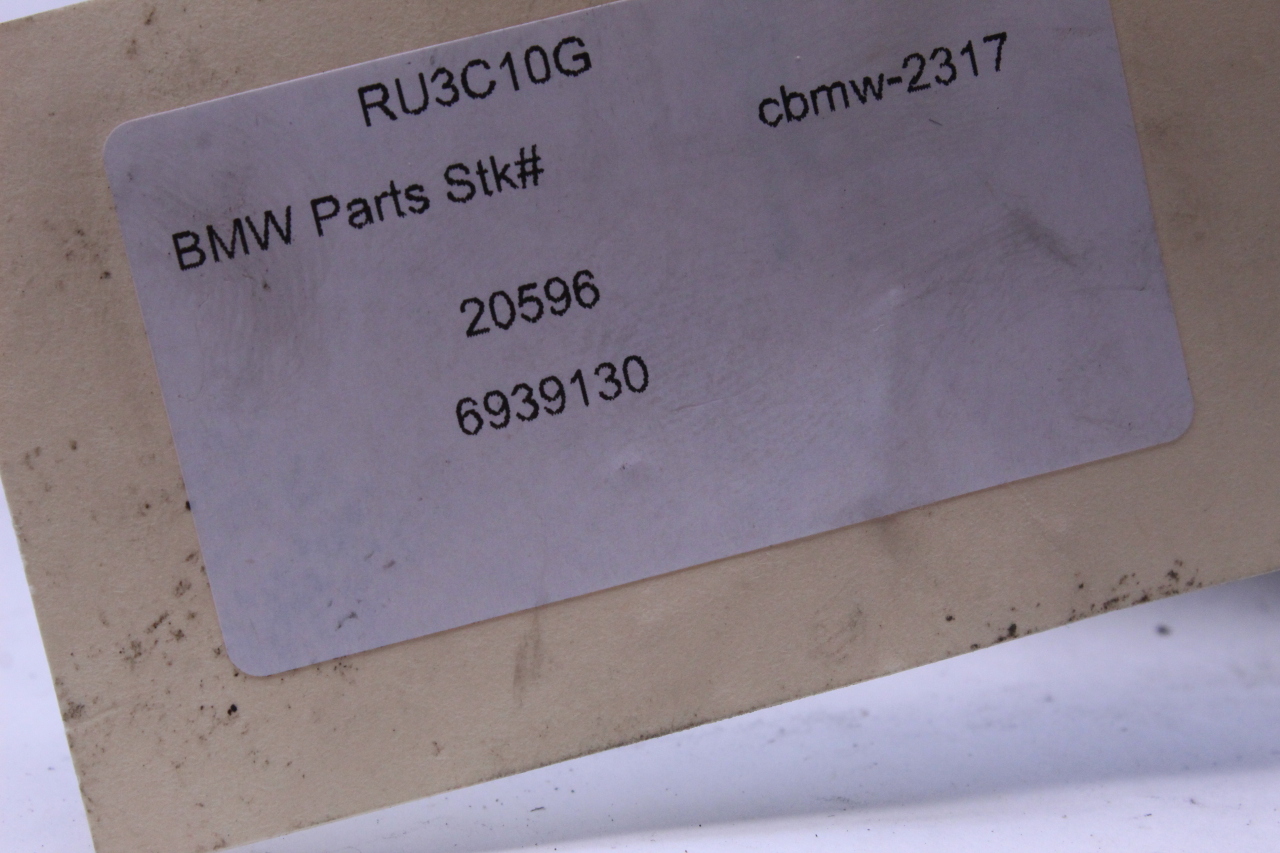 RU3C10G
cbmw-2317
BMW Parts Stk#
20596
6939130